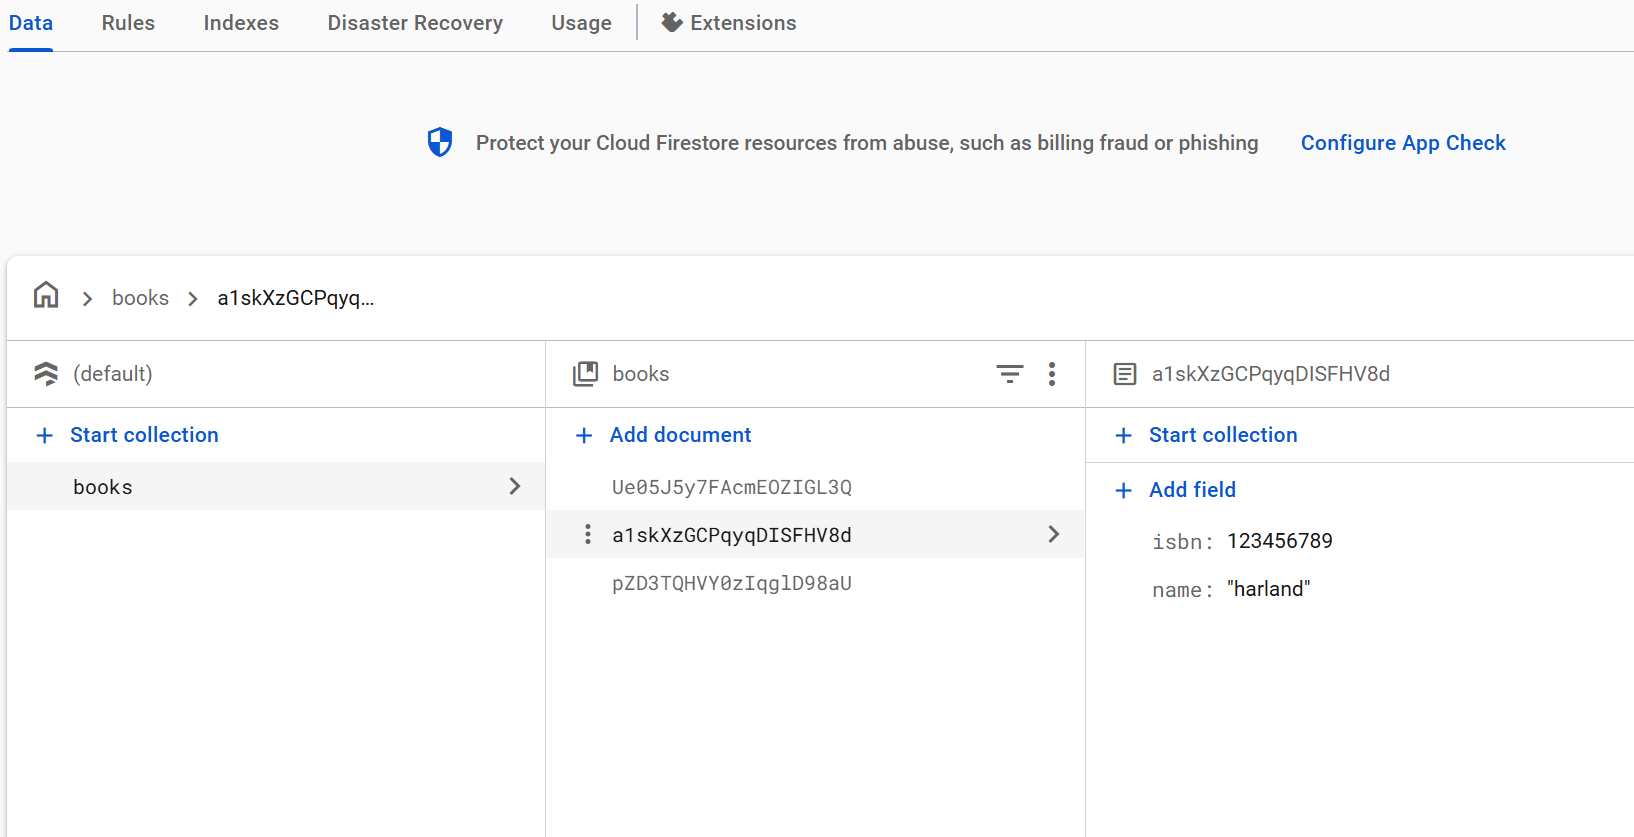 Data Rules Indexes Disaster Recovery Usage Extensions
Protect your Cloud Firestore resources from abuse, such as billing fraud or phishing Configure App Check
books a1skXzGCPqyq...
(default)
books
a1skXzGCPqyqDISFHV8d
+ Start collection
+ Add document
+ Start collection
books
Ue05J5y7FAcmEOZIGL3Q
+ Add field
a1skXzGCPqyqDISFHV8d
isbn: 123456789
pZD3TQHVY0zIqglD98aU
name: "harland"